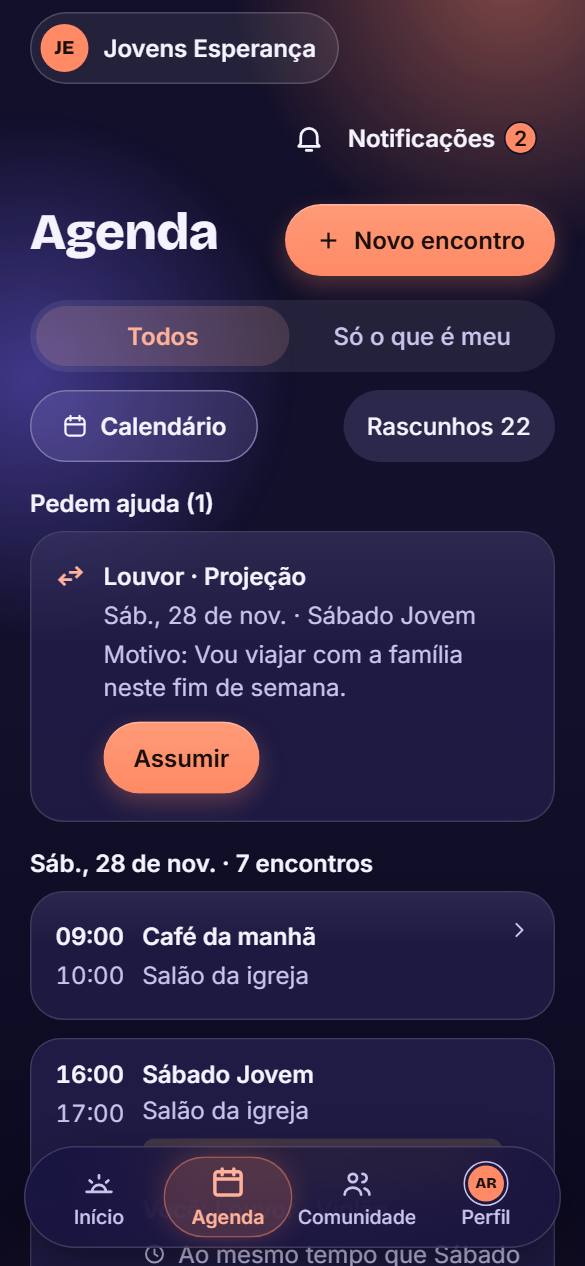 JE Jovens Esperança
Notificações 2
Agenda
+ Novo encontro
Todos
Só o que é meu
Calendário
Rascunhos 22
Pedem ajuda (1)
Louvor · Projeção
Sáb., 28 de nov. · Sábado Jovem
Motivo: Vou viajar com a família
neste fim de semana.
Assumir
Sáb., 28 de nov. · 7 encontros
09:00 Café da manhã
10:00 Salão da igreja
16:00 Sábado Jovem
17:00 Salão da igreja
AR
Início
Agenda
Comunidade
Perfil
Ao mesmo tempo que Sábado